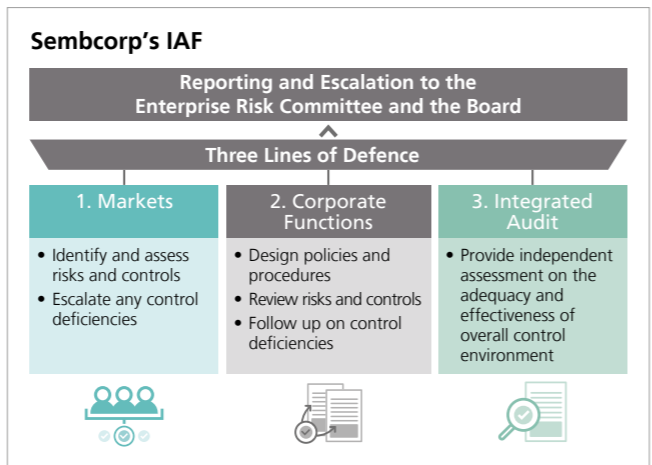 Sembcorp's IAF
Reporting and Escalation to the
Enterprise Risk Committee and the Board
Three Lines of Defence
1. Markets
• Identify and assess
risks and controls
• Escalate any control
deficiencies
2. Corporate
Functions
• Design policies and
procedures
• Review risks and controls
• Follow up on control
deficiencies
3. Integrated
Audit
• Provide independent
assessment on the
adequacy and
effectiveness of
overall control
environment